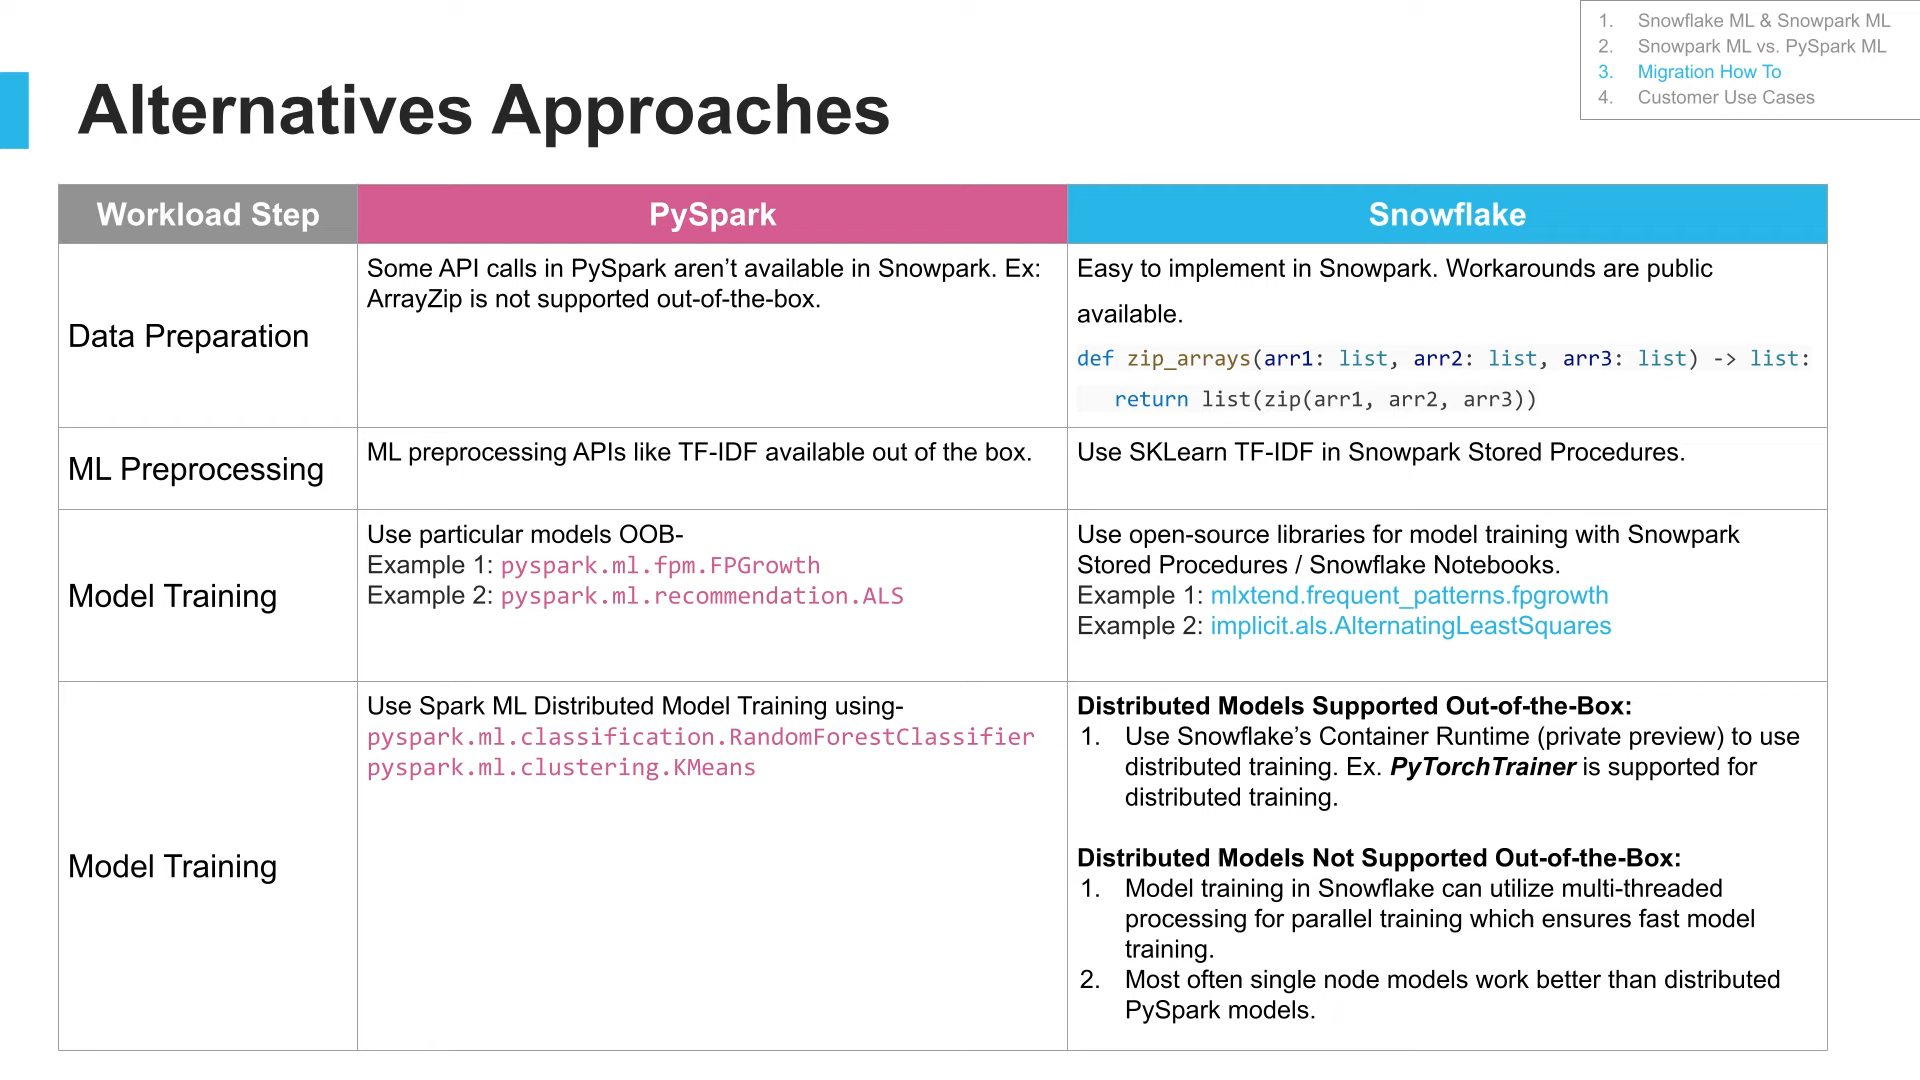 1. Snowflake ML & Snowpark ML
2. Snowpark ML vs. PySpark ML
3. Migration How To
4. Customer Use Cases
Alternatives Approaches
Workload Step
PySpark
Snowflake
Data Preparation
Some API calls in PySpark aren’t available in Snowpark. Ex:
ArrayZip is not supported out-of-the-box.
Easy to implement in Snowpark. Workarounds are public
available.
def zip_arrays(arr1: list, arr2: list, arr3: list) -> list:
return list(zip(arr1, arr2, arr3))
ML Preprocessing
ML preprocessing APIs like TF-IDF available out of the box.
Use SKLearn TF-IDF in Snowpark Stored Procedures.
Model Training
Use particular models OOB-
Example 1: pyspark.ml.fpm.FPGrowth
Example 2: pyspark.ml.recommendation.ALS
Use open-source libraries for model training with Snowpark
Stored Procedures / Snowflake Notebooks.
Example 1: mlxtend.frequent_patterns.fpgrowth
Example 2: implicit.als.AlternatingLeastSquares
Model Training
Use Spark ML Distributed Model Training using-
pyspark.ml.classification.RandomForestClassifier
pyspark.ml.clustering.KMeans
Distributed Models Supported Out-of-the-Box:
1. Use Snowflake’s Container Runtime (private preview) to use
distributed training. Ex. PyTorchTrainer is supported for
distributed training.
Distributed Models Not Supported Out-of-the-Box:
1. Model training in Snowflake can utilize multi-threaded
processing for parallel training which ensures fast model
training.
2. Most often single node models work better than distributed
PySpark models.